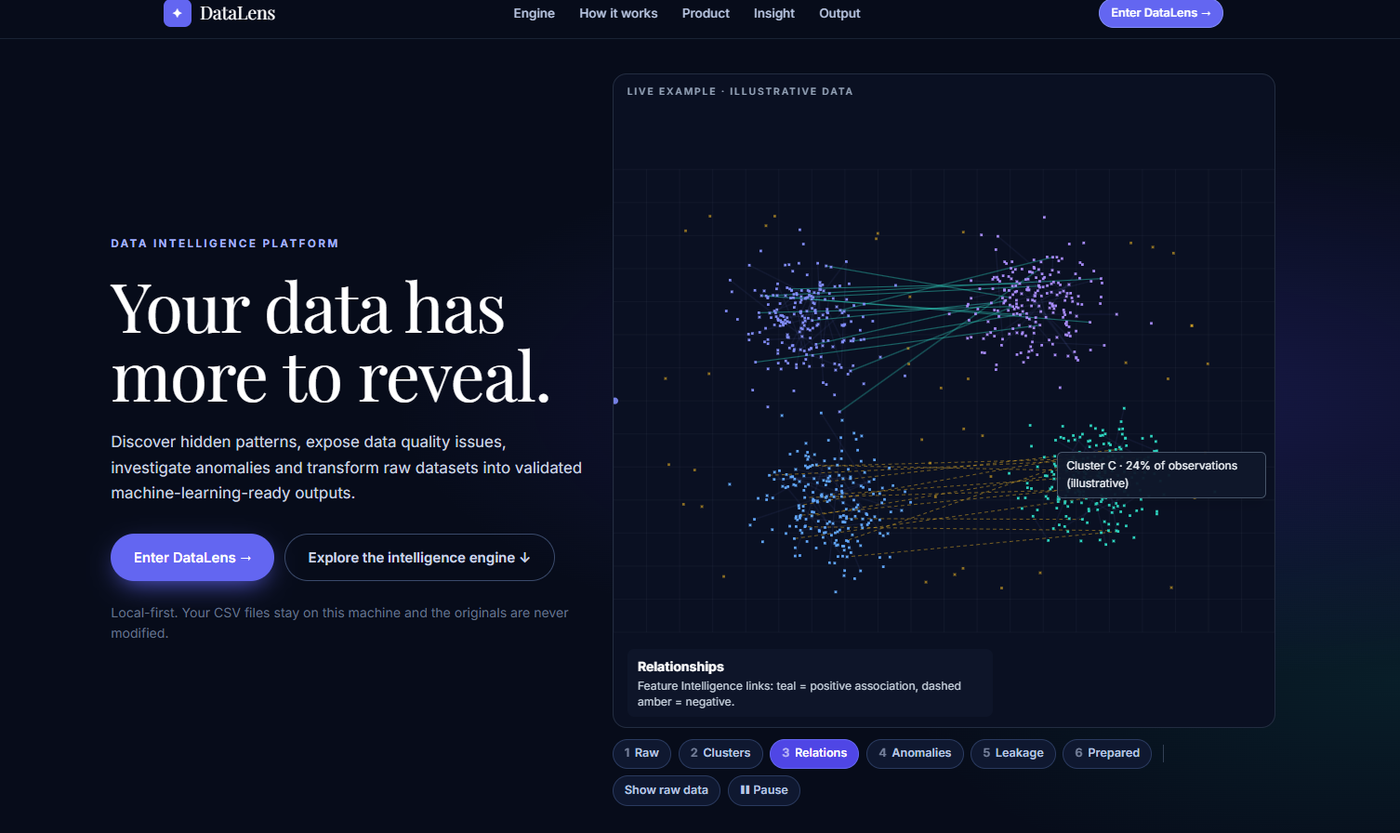 DataLens
Engine
How it works
Product
Insight
Output
Enter DataLens →
LIVE EXAMPLE · ILLUSTRATIVE DATA
DATA INTELLIGENCE PLATFORM
Your data has
more to reveal.
Discover hidden patterns, expose data quality issues,
investigate anomalies and transform raw datasets into validated
machine-learning-ready outputs.
Enter DataLens →
Explore the intelligence engine ↓
Local-first. Your CSV files stay on this machine and the originals are never
modified.
Cluster C · 24% of observations
(illustrative)
Relationships
Feature Intelligence links: teal = positive association, dashed
amber = negative.
1 Raw
2 Clusters
3 Relations
4 Anomalies
5 Leakage
6 Prepared
Show raw data
Pause